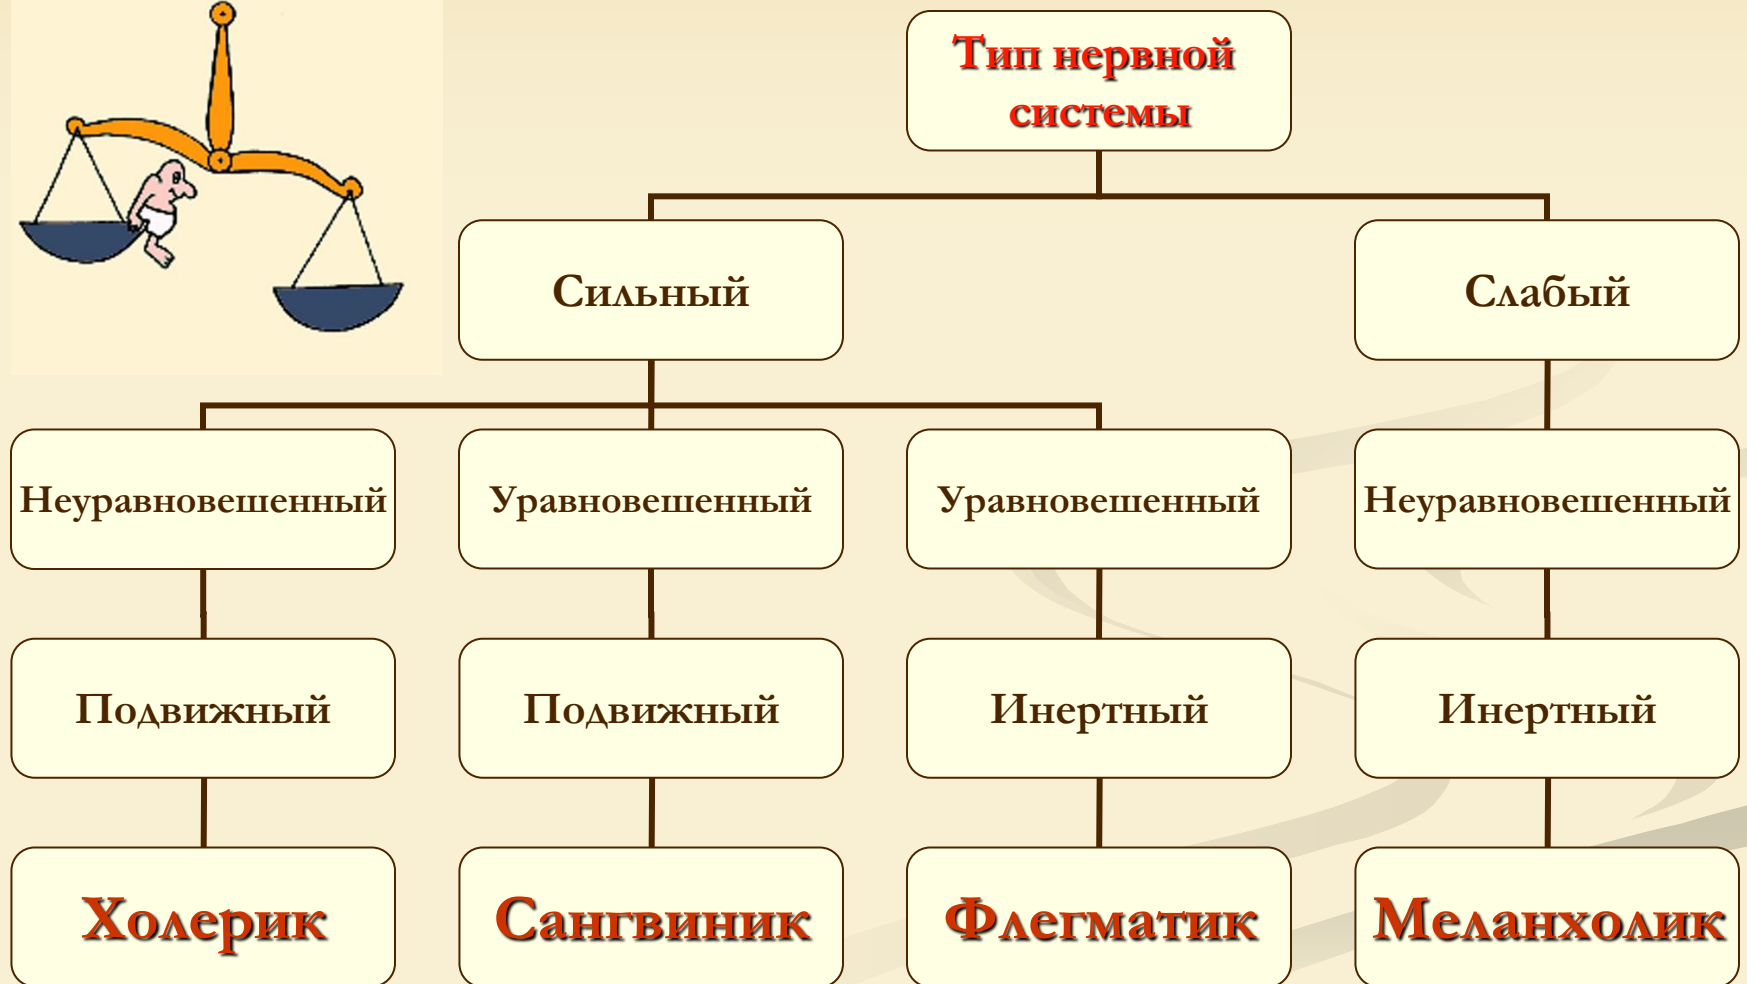 Тип нервной
системы
Сильный
Слабый
Неуравновешенный
Уравновешенный
Уравновешенный
Неуравновешенный
Подвижный
Подвижный
Инертный
Инертный
Холерик
Сангвиник
Флегматик
Меланхолик